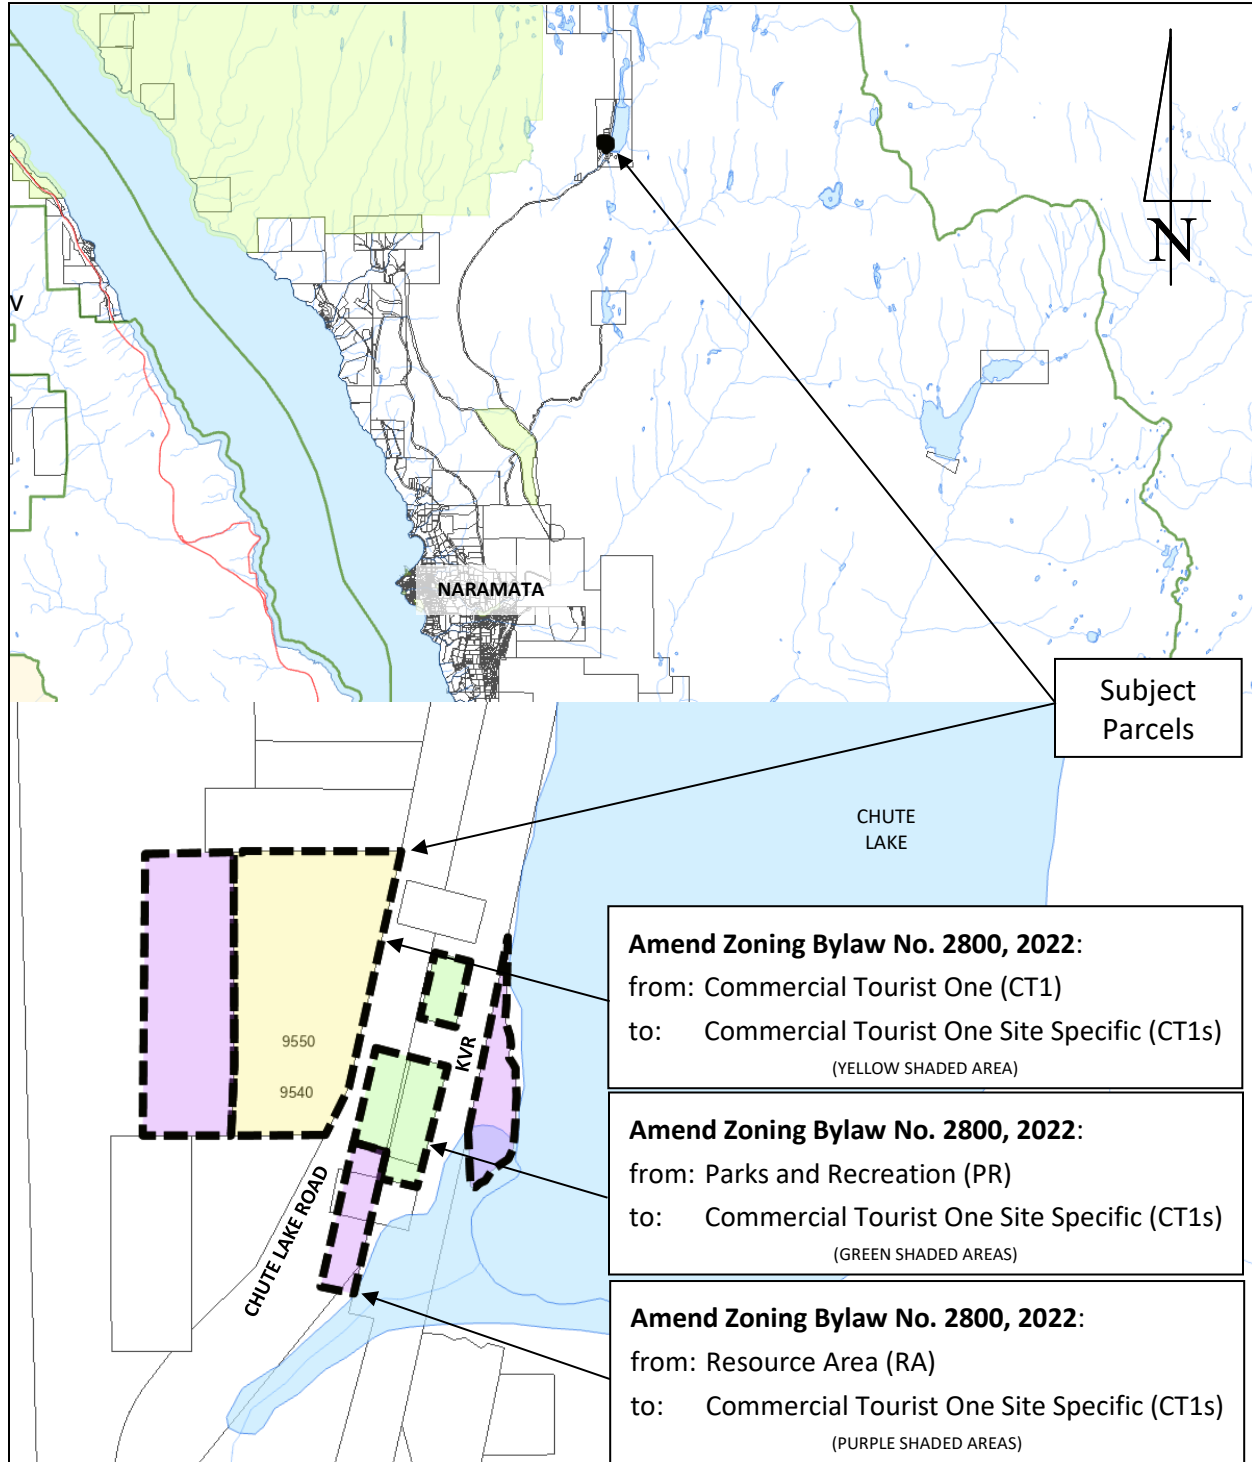 N
V
NARAMATA
Subject
Parcels
CHUTE
LAKE
Amend Zoning Bylaw No. 2800, 2022:
from: Commercial Tourist One (CT1)
to: Commercial Tourist One Site Specific (CT1s)
(YELLOW SHADED AREA)
9550
9540
KVR
Amend Zoning Bylaw No. 2800, 2022:
from: Parks and Recreation (PR)
to: Commercial Tourist One Site Specific (CT1s)
(GREEN SHADED AREAS)
CHUTE LAKE ROAD
Amend Zoning Bylaw No. 2800, 2022:
from: Resource Area (RA)
to: Commercial Tourist One Site Specific (CT1s)
(PURPLE SHADED AREAS)